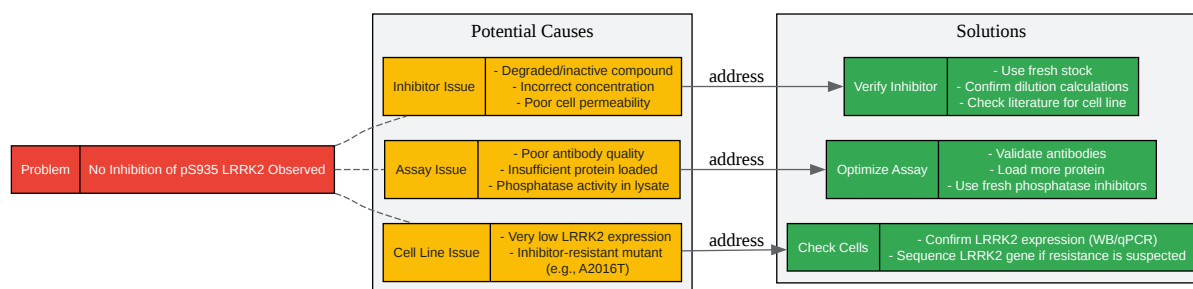 Potential Causes
Solutions
Problem
No Inhibition of pS935 LRRK2 Observed
Inhibitor Issue
- Degraded/inactive compound
- Incorrect concentration
- Poor cell permeability
address
Verify Inhibitor
- Use fresh stock
- Confirm dilution calculations
- Check literature for cell line
Assay Issue
- Poor antibody quality
- Insufficient protein loaded
- Phosphatase activity in lysate
address
Optimize Assay
- Validate antibodies
- Load more protein
- Use fresh phosphatase inhibitors
Cell Line Issue
- Very low LRRK2 expression
- Inhibitor-resistant mutant
(e.g., A2016T)
address
Check Cells
- Confirm LRRK2 expression (WB/qPCR)
- Sequence LRRK2 gene if resistance is suspected